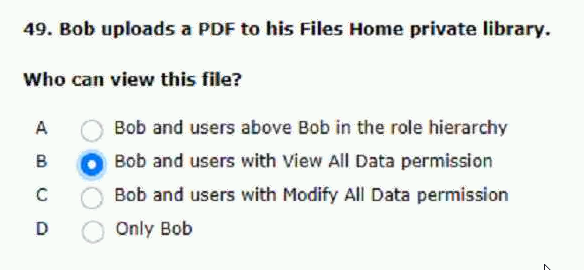 49. Bob uploads a PDF to his Files Home private library.
Who can view this file?
A Bob and users above Bob in the role hierarchy
B Bob and users with View All Data permission
C Bob and users with Modify All Data permission
D Only Bob